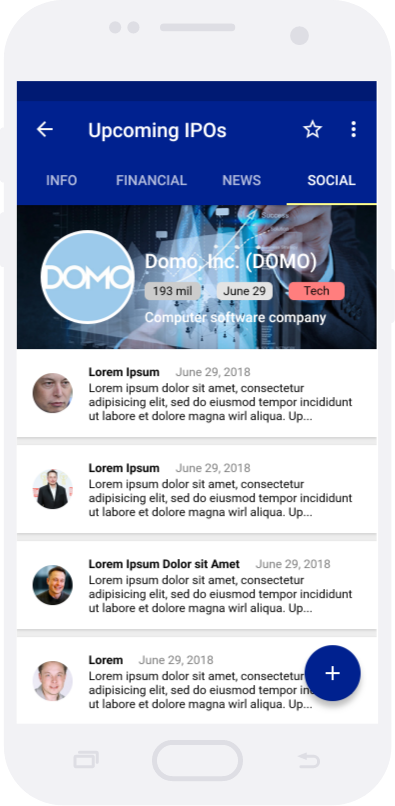 Upcoming IPOs
INFO FINANCIAL NEWS SOCIAL
DOMO
Domo, Inc. (DOMO)
193 mil June 29 Tech
Computer software company
Lorem Ipsum June 29, 2018
Lorem ipsum dolor sit amet, consectetur
adipisicing elit, sed do eiusmod tempor incididunt
ut labore et dolore magna wirl aliqua. Up...
Lorem Ipsum June 29, 2018
Lorem ipsum dolor sit amet, consectetur
adipisicing elit, sed do eiusmod tempor incididunt
ut labore et dolore magna wirl aliqua. Up...
Lorem Ipsum Dolor sit Amet June 29, 2018
Lorem ipsum dolor sit amet, consectetur
adipisicing elit, sed do eiusmod tempor incididunt
ut labore et dolore magna wirl aliqua. Up...
Lorem June 29, 2018
Lorem ipsum dolor sit amet, consectetur
adipisicing elit, sed do eiusmod tempor
ut labore et dolore magna wirl aliqua. Up...